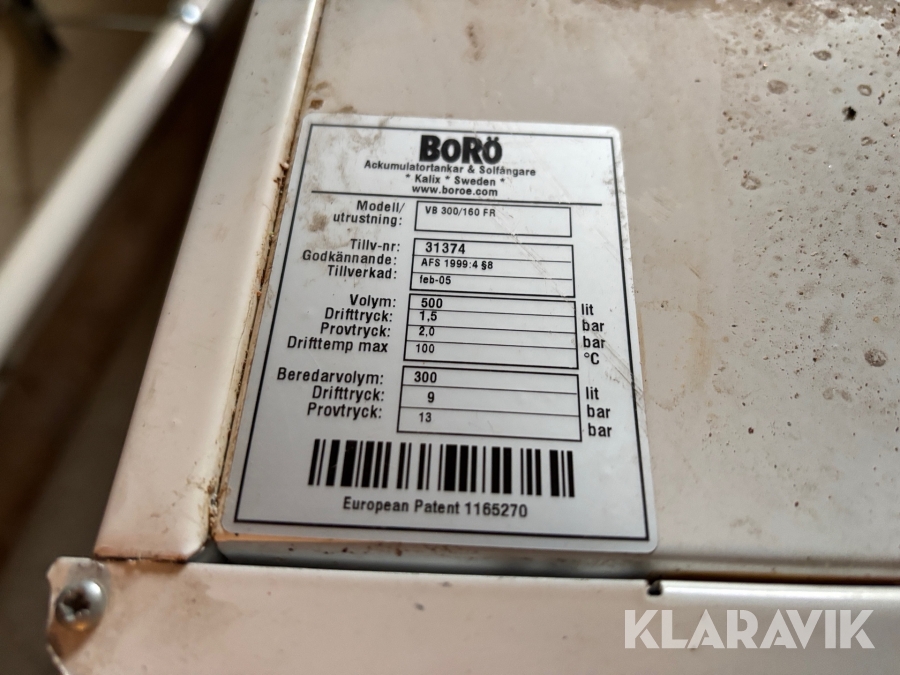 BORÖ
Ackumulatortankar & Solfångare
* Kalix * Sweden *
www.boroe.com
Modell/
utrustning: VB 300/160 FR
Tillv-nr: 31374
Godkännande: AFS 1999:4 §8
Tillverkad: feb-05
Volym: 500 lit
Drifttryck: 1,5 bar
Provtryck: 2,0 bar
Drifttemp max 100 °C
Beredarvolym: 300 lit
Drifttryck: 9 bar
Provtryck: 13 bar
European Patent 1165270
KLARAVIK